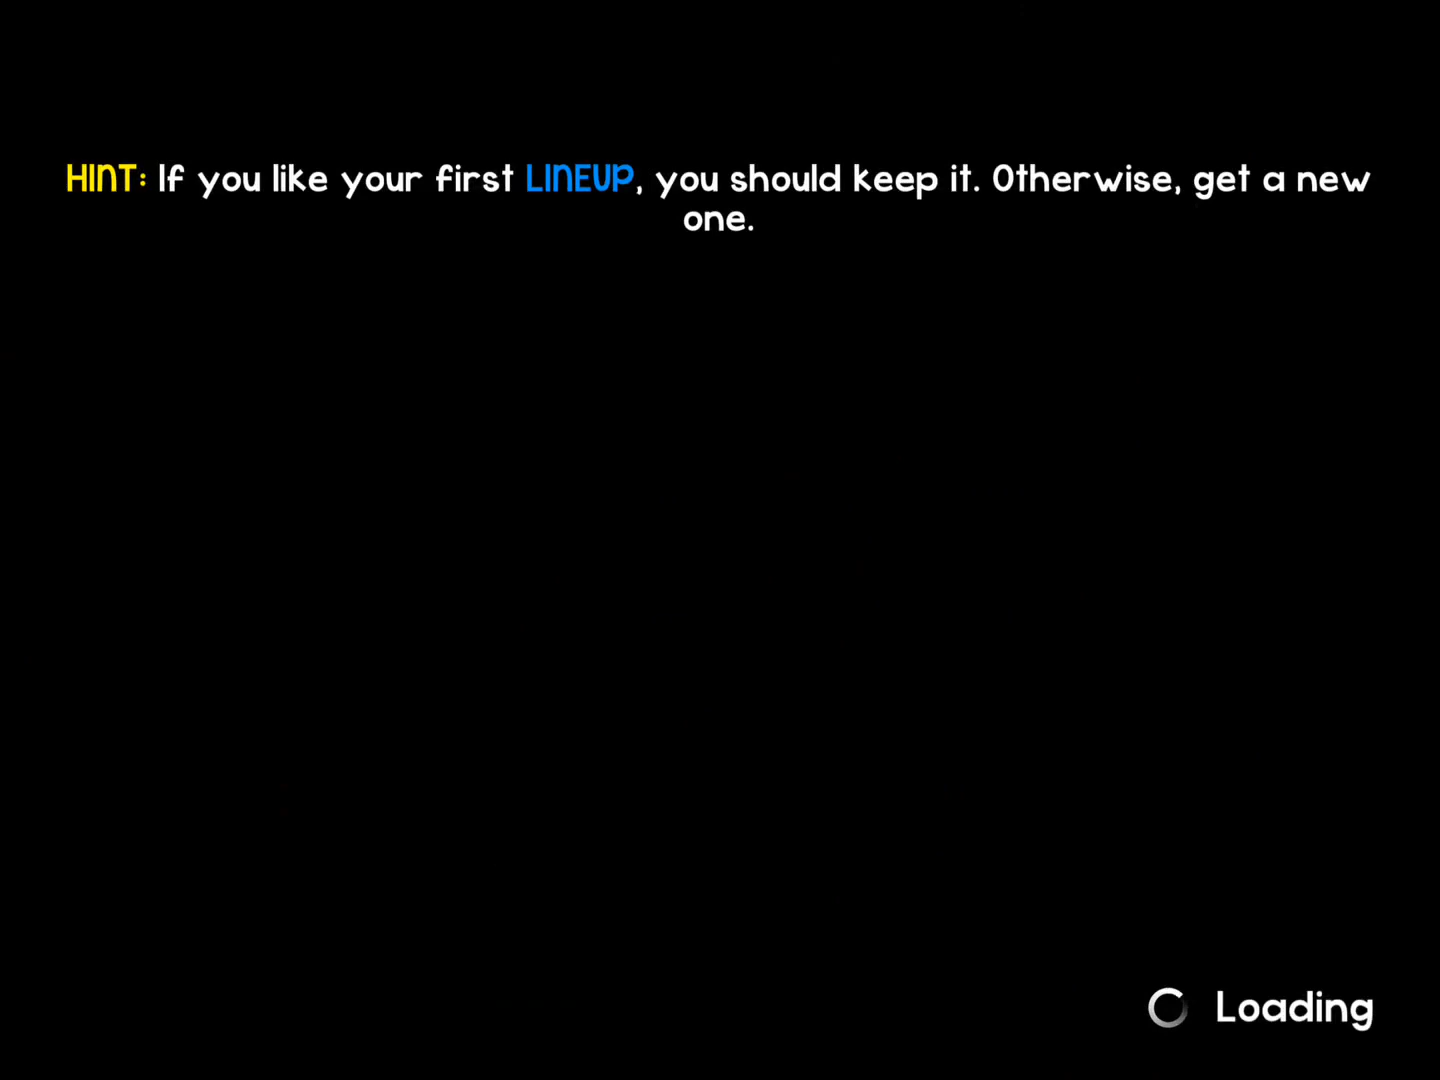 HINT: If you like your first LINEUP, you should keep it. Otherwise, get a new
one.
Loading